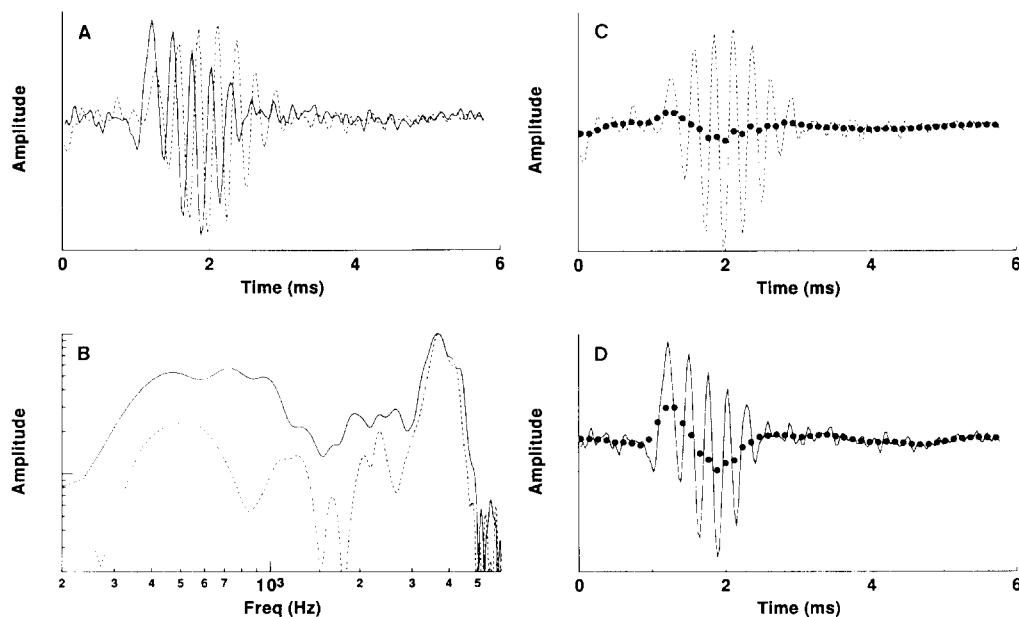 A
Amplitude
0 2 4 6
Time (ms)
C
Amplitude
0 2 4 6
Time (ms)
B
Amplitude
2 3 4 5 6 7 10³ 2 3 4 5
Freq (Hz)
D
Amplitude
0 2 4 6
Time (ms)